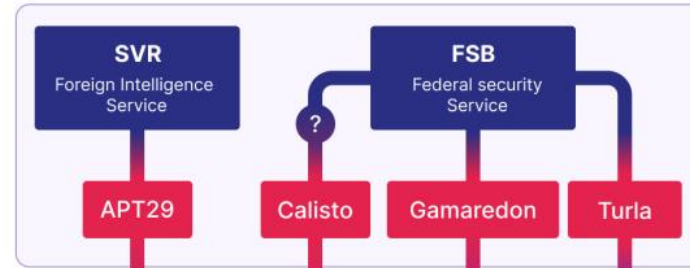 SVR
Foreign Intelligence
Service
FSB
Federal security
Service
?
APT29
Calisto
Gamaredon
Turla